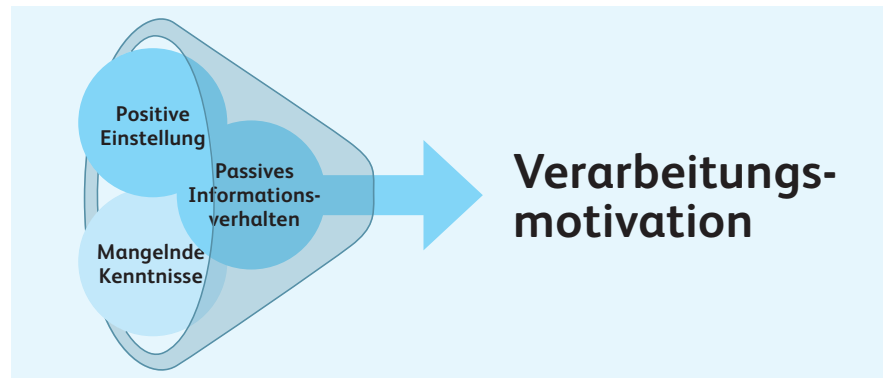 Positive
Einstellung
Passives
Informations-
verhalten
Mangelnde
Kenntnisse
Verarbeitungs-
motivation